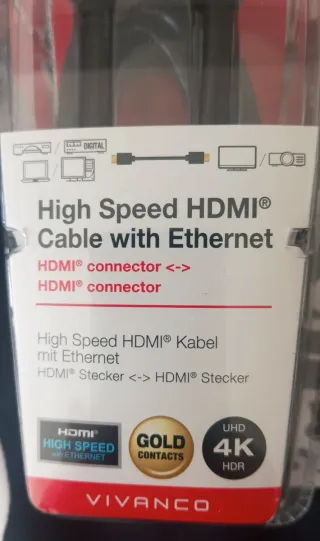 DIGITAL
High Speed HDMI®
Cable with Ethernet
HDMI® connector <->
HDMI® connector
High Speed HDMI® Kabel
mit Ethernet
HDMI® Stecker <-> HDMI® Stecker
HDMI®
HIGH SPEED
with ETHERNET
GOLD
CONTACTS
UHD
4K
HDR
VIVANCO